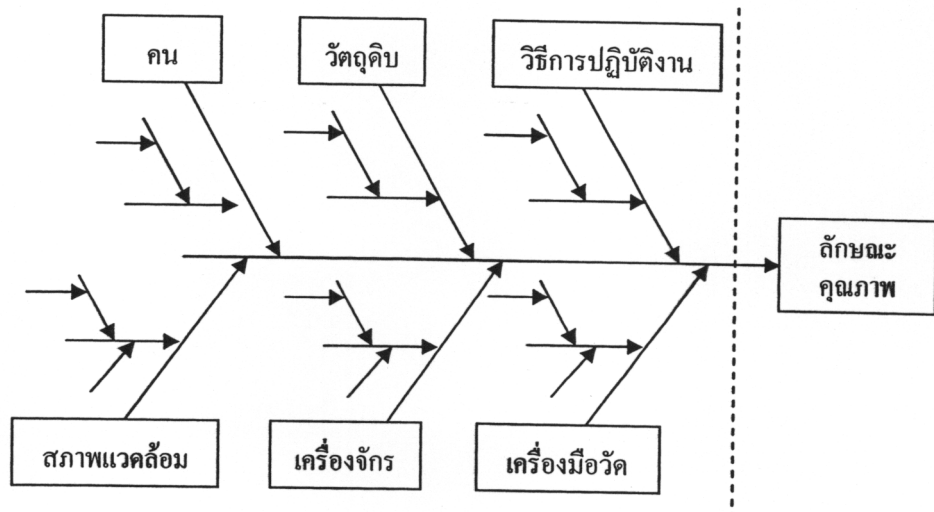 คน
วัตถุดิบ
วิธีการปฏิบัติงาน
ลักษณะ
คุณภาพ
สภาพแวดล้อม
เครื่องจักร
เครื่องมือวัด